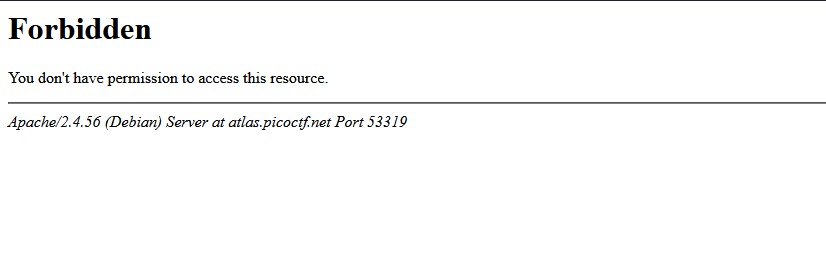 Forbidden
You don't have permission to access this resource.
Apache/2.4.56 (Debian) Server at atlas.picoctf.net Port 53319